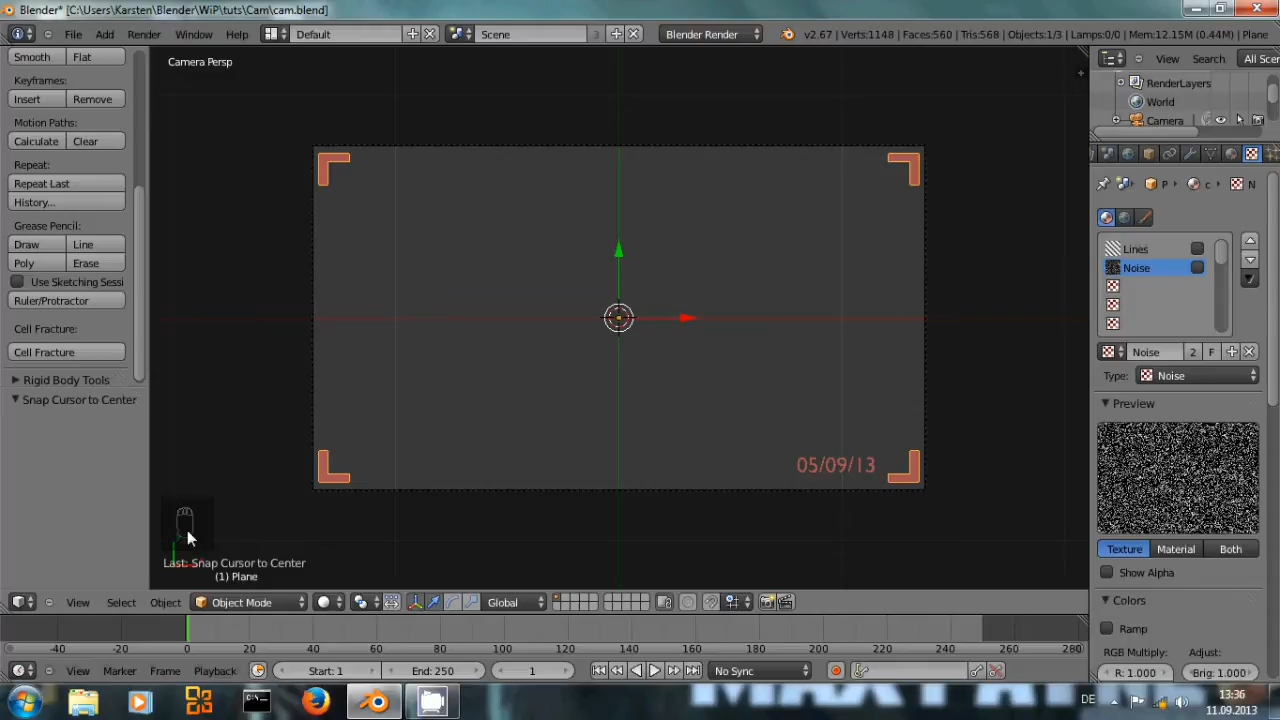 Blender* [C:\Users\Karsten\Blender\WiP\tuts\Cam\cam.blend]
File Add Render Window Help Default Scene 3 Blender Render v2.67 | Verts:1148 | Faces:560 | Tris:568 | Objects:1/3 | Lamps:0/0 | Mem:12.15M (0.44M) | Plane
Smooth Flat
Keyframes:
Insert Remove
Motion Paths:
Calculate Clear
Repeat:
Repeat Last
History...
Grease Pencil:
Draw Line
Poly Erase
Use Sketching Sessi
Ruler/Protractor
Cell Fracture:
Cell Fracture
Rigid Body Tools
Snap Cursor to Center
Camera Persp
05/09/13
Last: Snap Cursor to Center
(1) Plane
View Select Object Object Mode Global
-40 -20 0 20 40 60 80 100 120 140 160 180 200 220 240 260 280
View Marker Frame Playback Start: 1 End: 250 1 No Sync
View Search All Scen
RenderLayers
World
Camera
P c N
Lines
Noise
Noise 2 F
Type: Noise
Preview
Texture Material Both
Show Alpha
Colors
Ramp
RGB Multiply: Adjust:
R: 1.000 Brig: 1.000
DE 13:36
11.09.2013